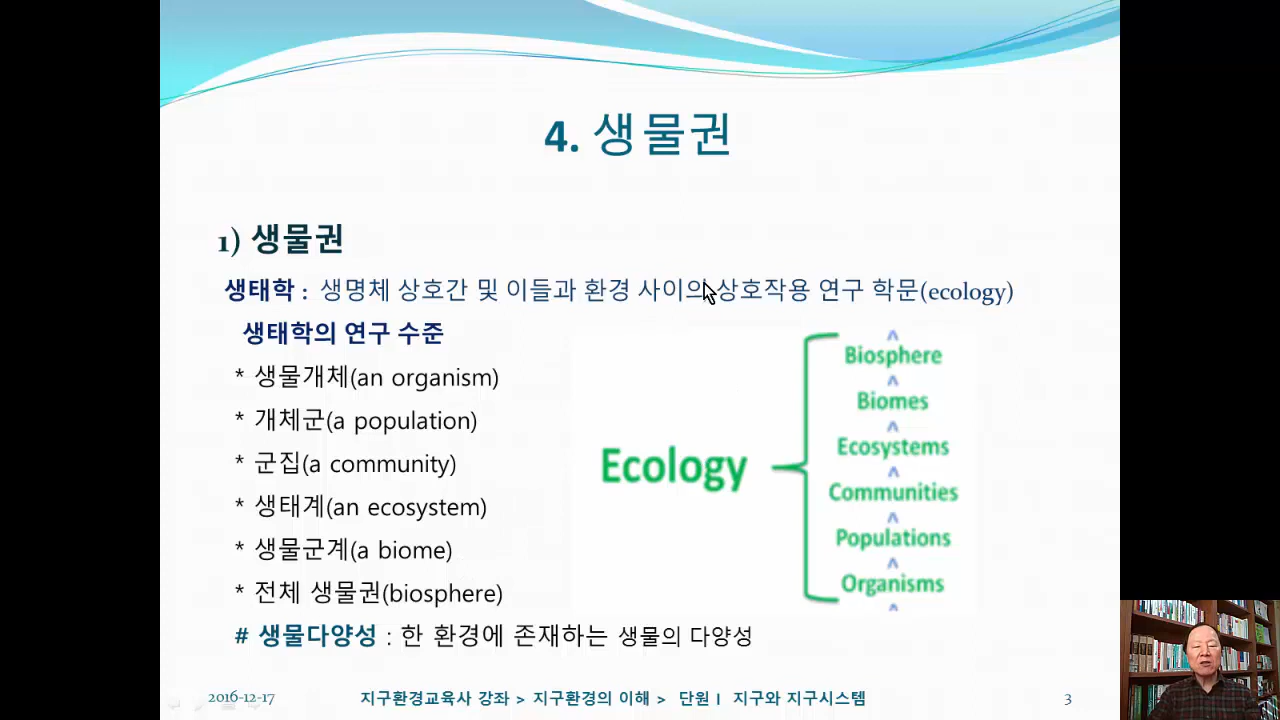 4. 생물권
1) 생물권
생태학 : 생명체 상호간 및 이들과 환경 사이의 상호작용 연구 학문(ecology)
생태학의 연구 수준
* 생물개체(an organism)
* 개체군(a population)
* 군집(a community)
* 생태계(an ecosystem)
* 생물군계(a biome)
* 전체 생물권(biosphere)
# 생물다양성 : 한 환경에 존재하는 생물의 다양성
Ecology
^
Biosphere
^
Biomes
^
Ecosystems
^
Communities
^
Populations
^
Organisms
^
2016-12-17
지구환경교육사 강좌 > 지구환경의 이해 > 단원 I 지구와 지구시스템
3